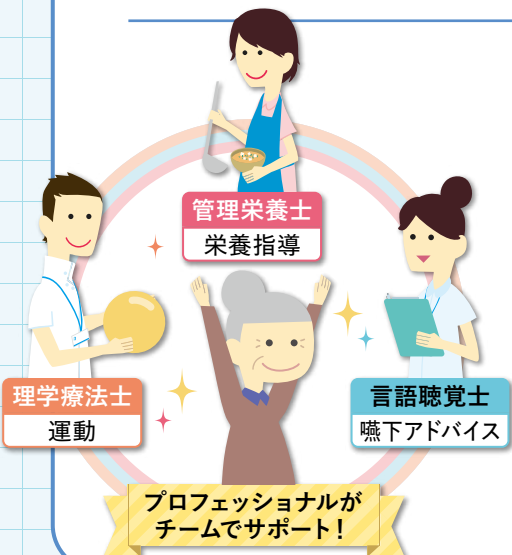 管理栄養士
栄養指導
理学療法士
運動
言語聴覚士
嚥下アドバイス
プロフェッショナルが
チームでサポート!